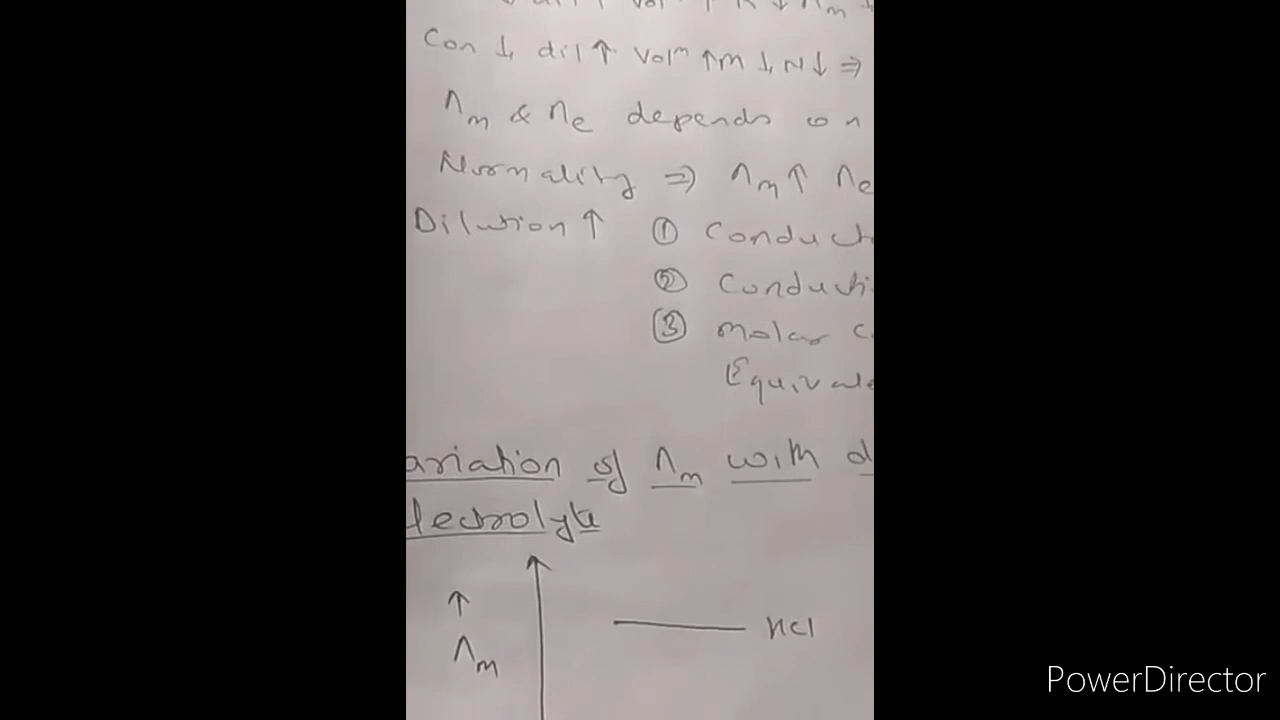 Con ↓, dil ↑ Volᵐ ↑ M ↓, N ↓ ⇒
Λm & Λe depends on
Normality ⇒ Λm ↑ Λe
Dilution ↑ ① Conduct
② Conducti
③ Molar C
Equivale
ariation of Λm with d
lectrolyte
↑
Λm
HCl
PowerDirector